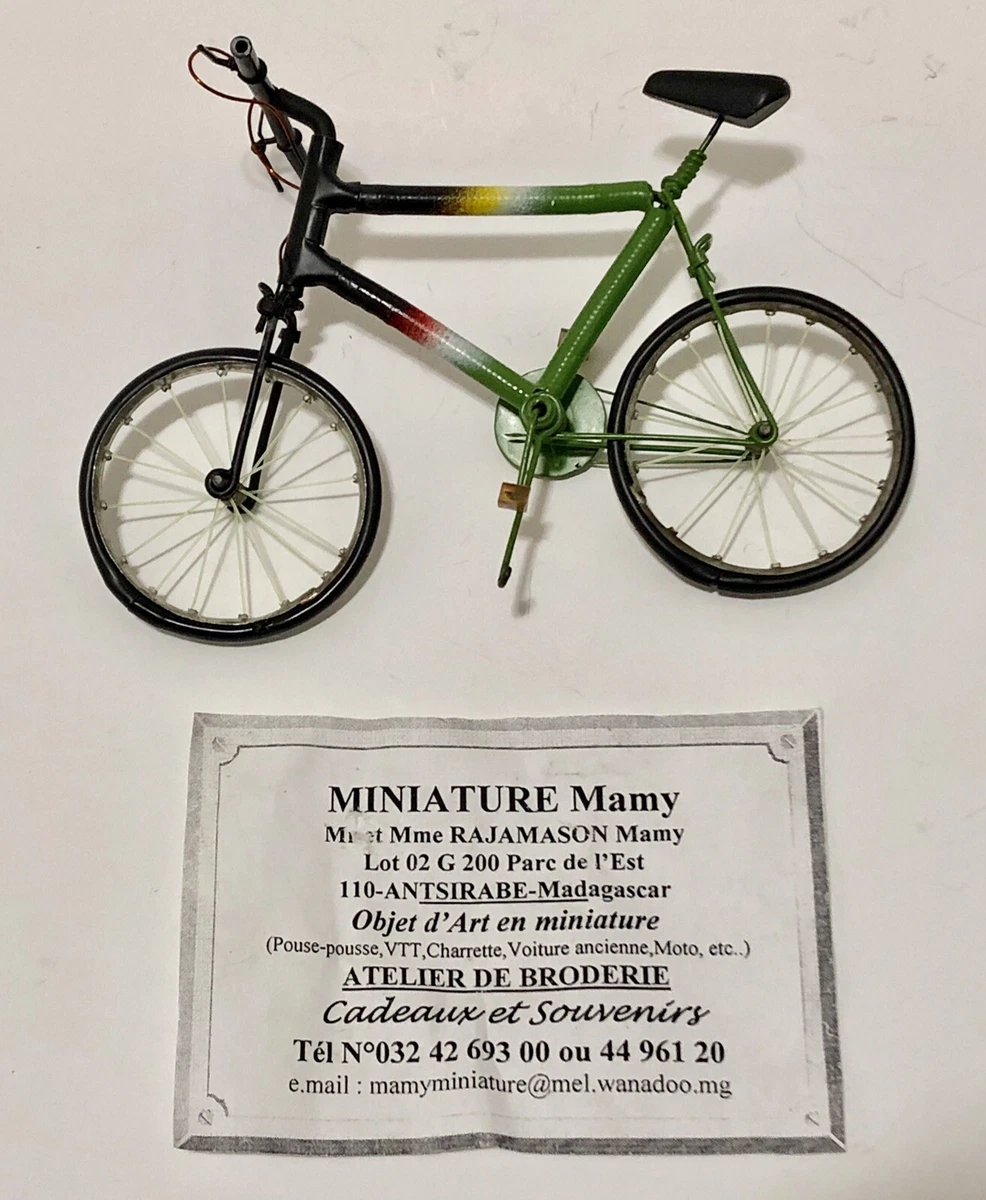 MINIATURE Mamy
Mr et Mme RAJAMASON Mamy
Lot 02 G 200 Parc de l'Est
110-ANTSIRABE-Madagascar
Objet d'Art en miniature
(Pouse-pousse,VTT,Charrette,Voiture ancienne,Moto, etc..)
ATELIER DE BRODERIE
Cadeaux et Souvenirs
Tél N°032 42 693 00 ou 44 961 20
e.mail : mamyminiature@mel.wanadoo.mg